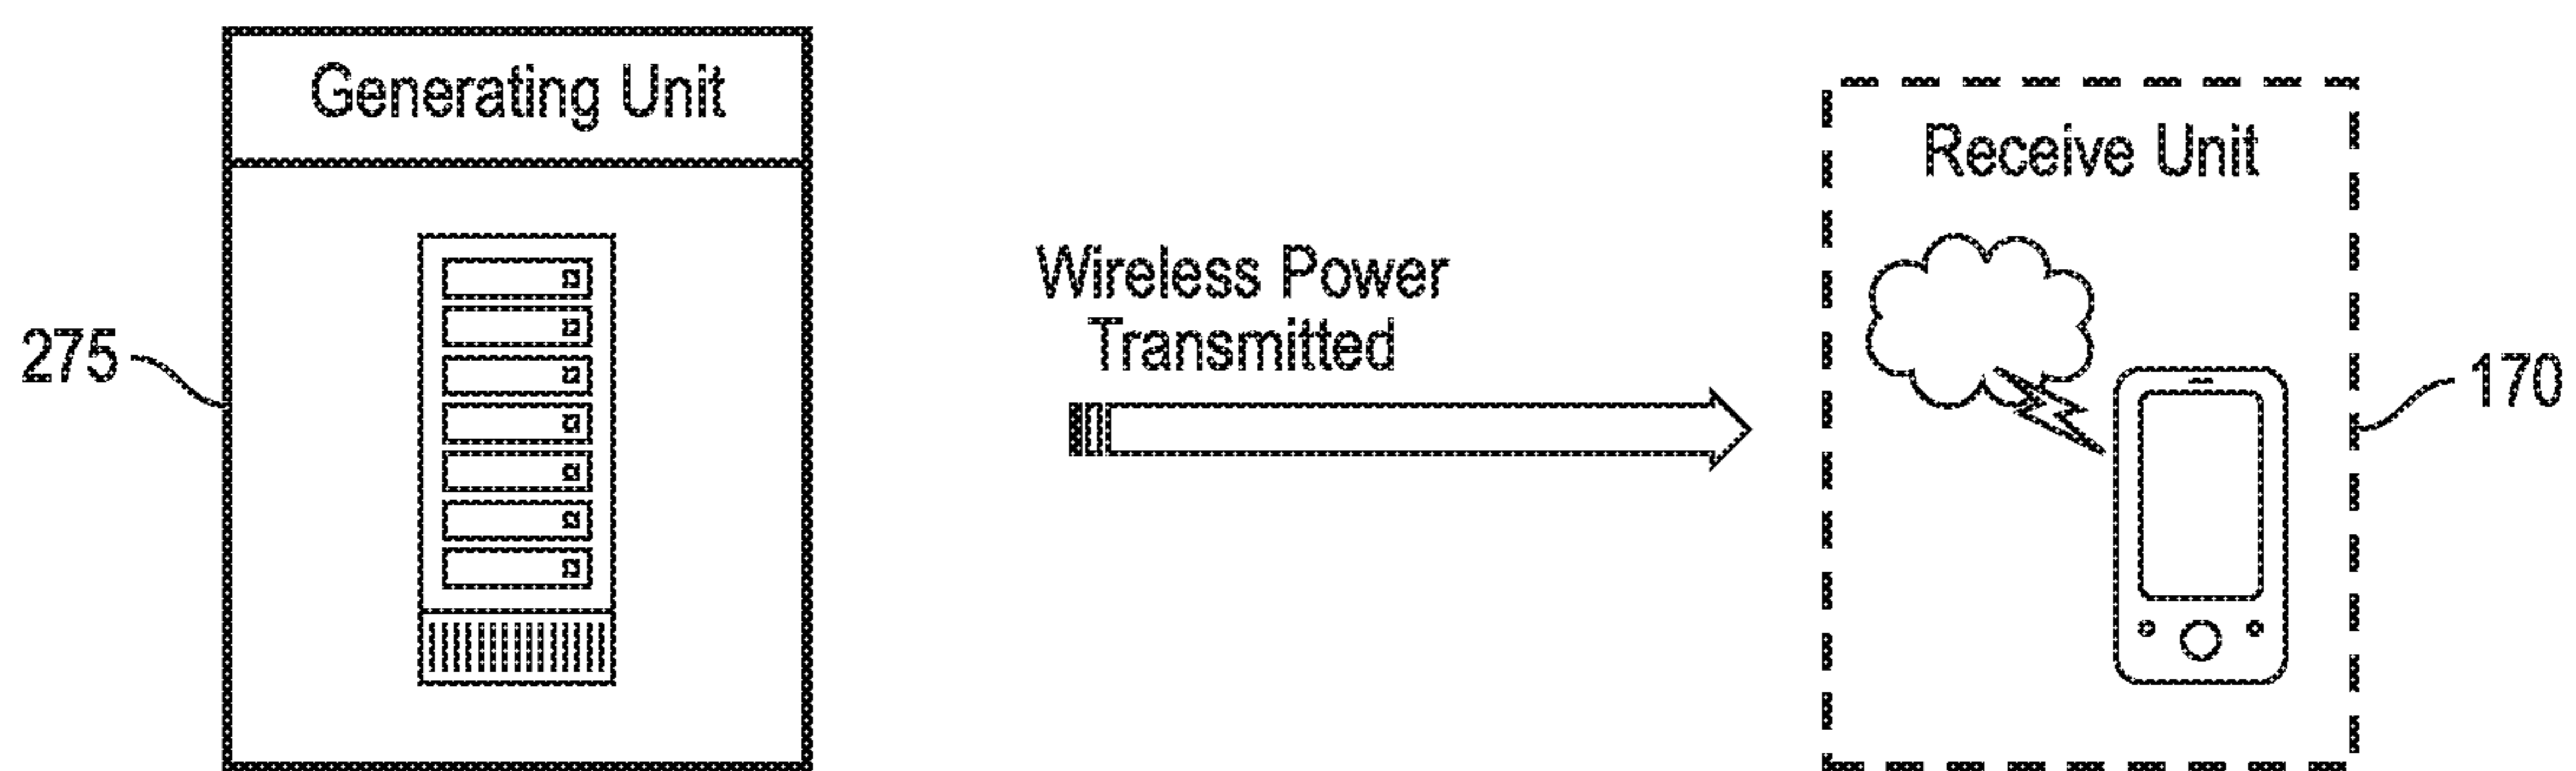 Generating Unit
275
Wireless Power
Transmitted
Receive Unit
170